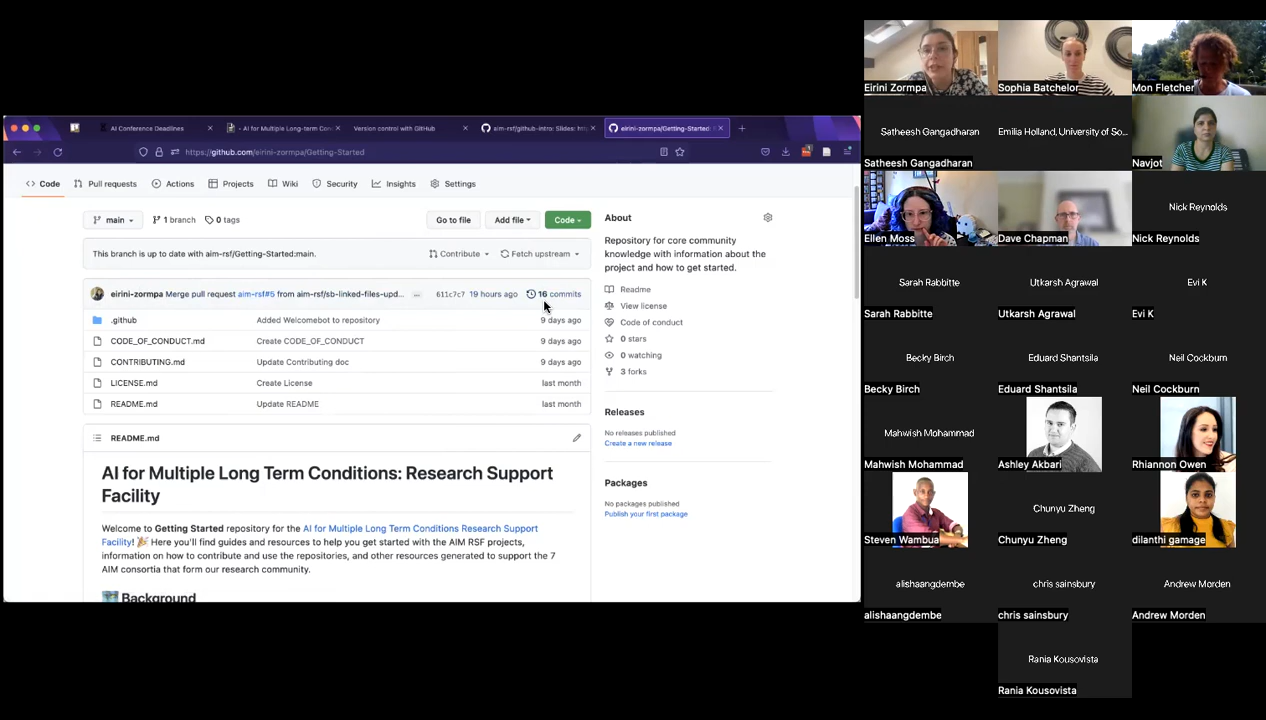 AI Conference Deadlines
- AI for Multiple Long-term Con
Version control with GitHub
aim-rsf/github-intro: Slides: htt
eirini-zormpa/Getting-Started:
https://github.com/eirini-zormpa/Getting-Started
Code
Pull requests
Actions
Projects
Wiki
Security
Insights
Settings
main
1 branch
0 tags
Go to file
Add file
Code
This branch is up to date with aim-rsf/Getting-Started:main.
Contribute
Fetch upstream
eirini-zormpa Merge pull request aim-rsf#5 from aim-rsf/sb-linked-files-upd... ... 611c7c7 19 hours ago 16 commits
.github Added Welcomebot to repository 9 days ago
CODE_OF_CONDUCT.md Create CODE_OF_CONDUCT 9 days ago
CONTRIBUTING.md Update Contributing doc 9 days ago
LICENSE.md Create License last month
README.md Update README last month
README.md
AI for Multiple Long Term Conditions: Research Support
Facility
Welcome to Getting Started repository for the AI for Multiple Long Term Conditions Research Support
Facility! Here you'll find guides and resources to help you get started with the AIM RSF projects,
information on how to contribute and use the repositories, and other resources generated to support the 7
AIM consortia that form our research community.
Background
About
Repository for core community
knowledge with information about the
project and how to get started.
Readme
View license
Code of conduct
0 stars
0 watching
3 forks
Releases
No releases published
Create a new release
Packages
No packages published
Publish your first package
Eirini Zormpa
Sophia Batchelor
Mon Fletcher
Satheesh Gangadharan
Emilia Holland, University of So...
Satheesh Gangadharan
Navjot
Nick Reynolds
Ellen Moss
Dave Chapman
Nick Reynolds
Sarah Rabbitte
Utkarsh Agrawal
Evi K
Sarah Rabbitte
Utkarsh Agrawal
Evi K
Becky Birch
Eduard Shantsila
Neil Cockburn
Becky Birch
Eduard Shantsila
Neil Cockburn
Mahwish Mohammad
Mahwish Mohammad
Ashley Akbari
Rhiannon Owen
Chunyu Zheng
Steven Wambua
Chunyu Zheng
dilanthi gamage
alishaangdembe
chris sainsbury
Andrew Morden
alishaangdembe
chris sainsbury
Andrew Morden
Rania Kousovista
Rania Kousovista